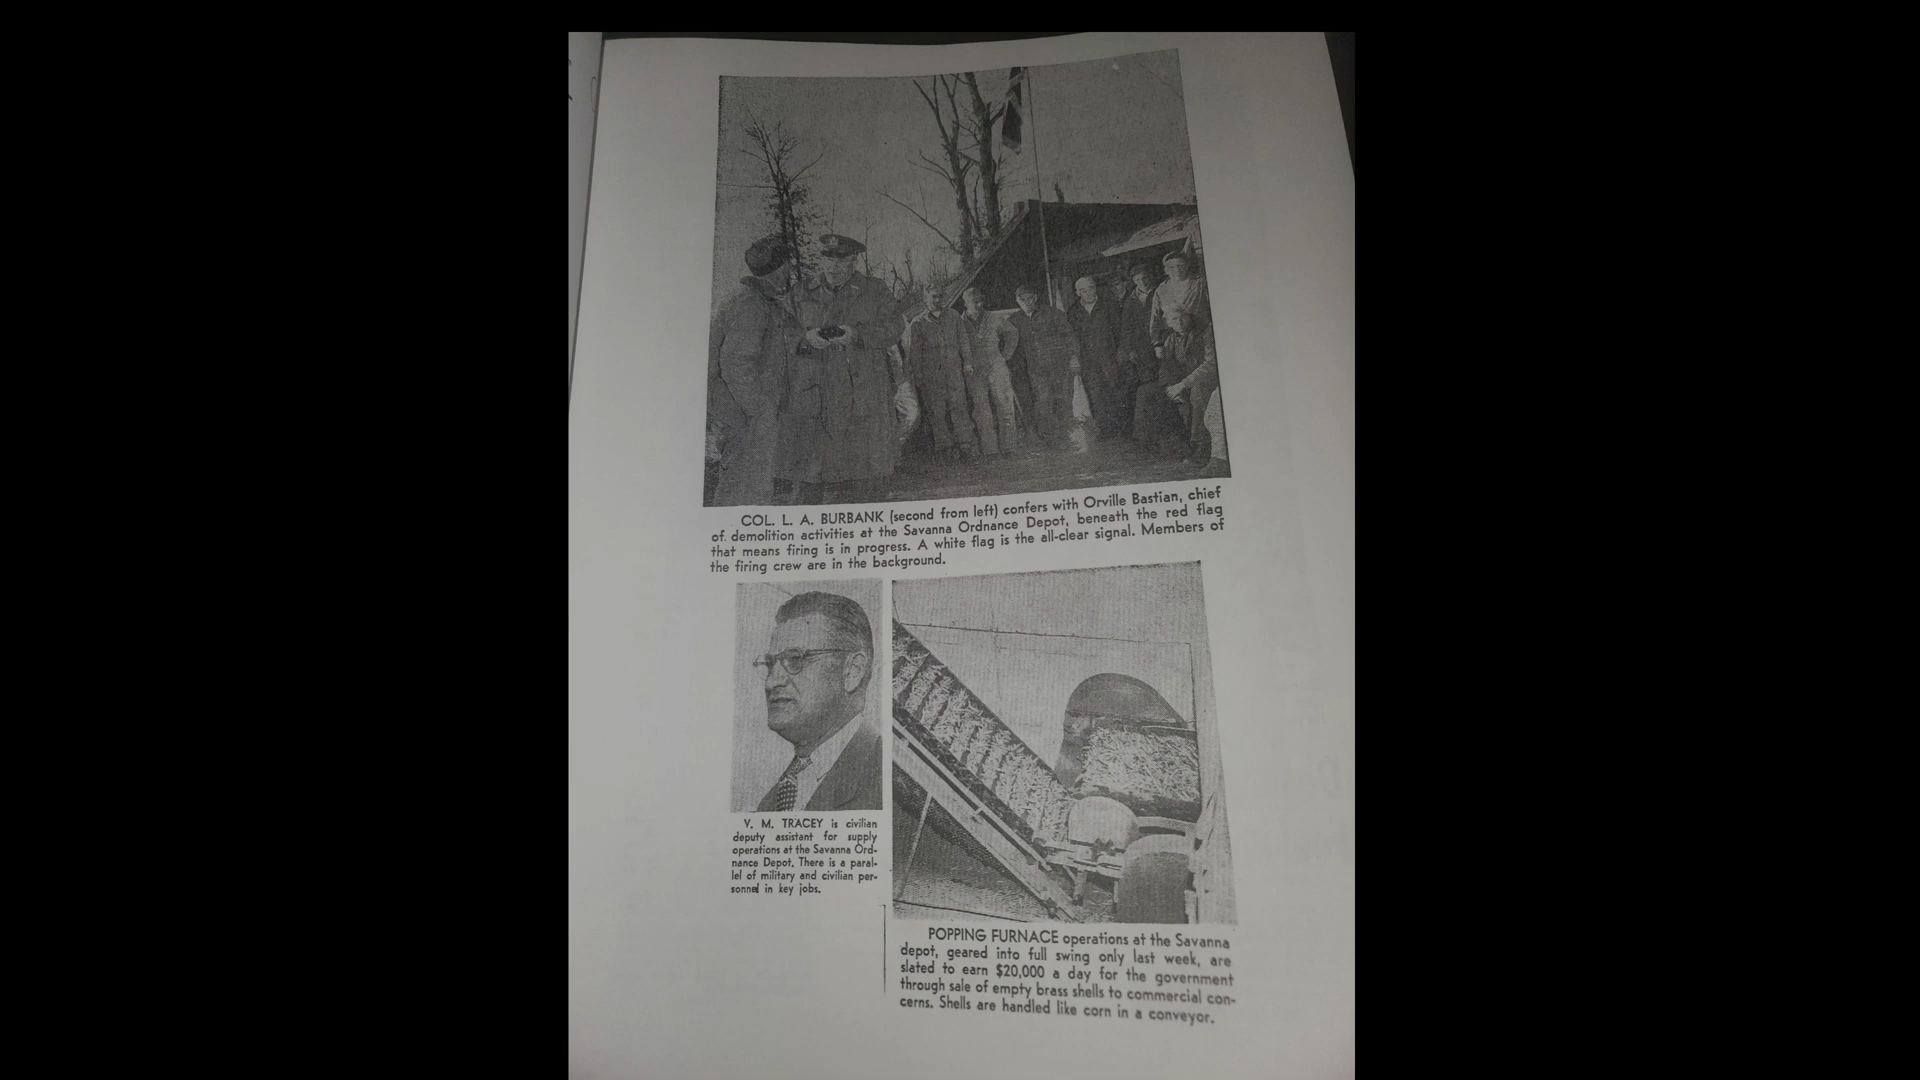 COL. L. A. BURBANK (second from left) confers with Orville Bastian, chief
of demolition activities at the Savanna Ordnance Depot, beneath the red flag
that means firing is in progress. A white flag is the all-clear signal. Members of
the firing crew are in the background.
V. M. TRACEY is civilian
deputy assistant for supply
operations at the Savanna Ord-
nance Depot. There is a paral-
lel of military and civilian per-
sonnel in key jobs.
POPPING FURNACE operations at the Savanna
depot, geared into full swing only last week, are
slated to earn $20,000 a day for the government
through sale of empty brass shells to commercial con-
cerns. Shells are handled like corn in a conveyor.